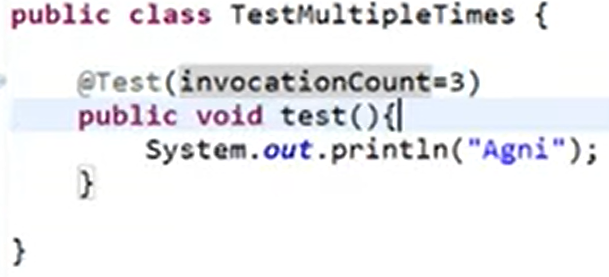 public class TestMultipleTimes {
@Test(invocationCount=3)
public void test(){
System.out.println("Agni");
}
}